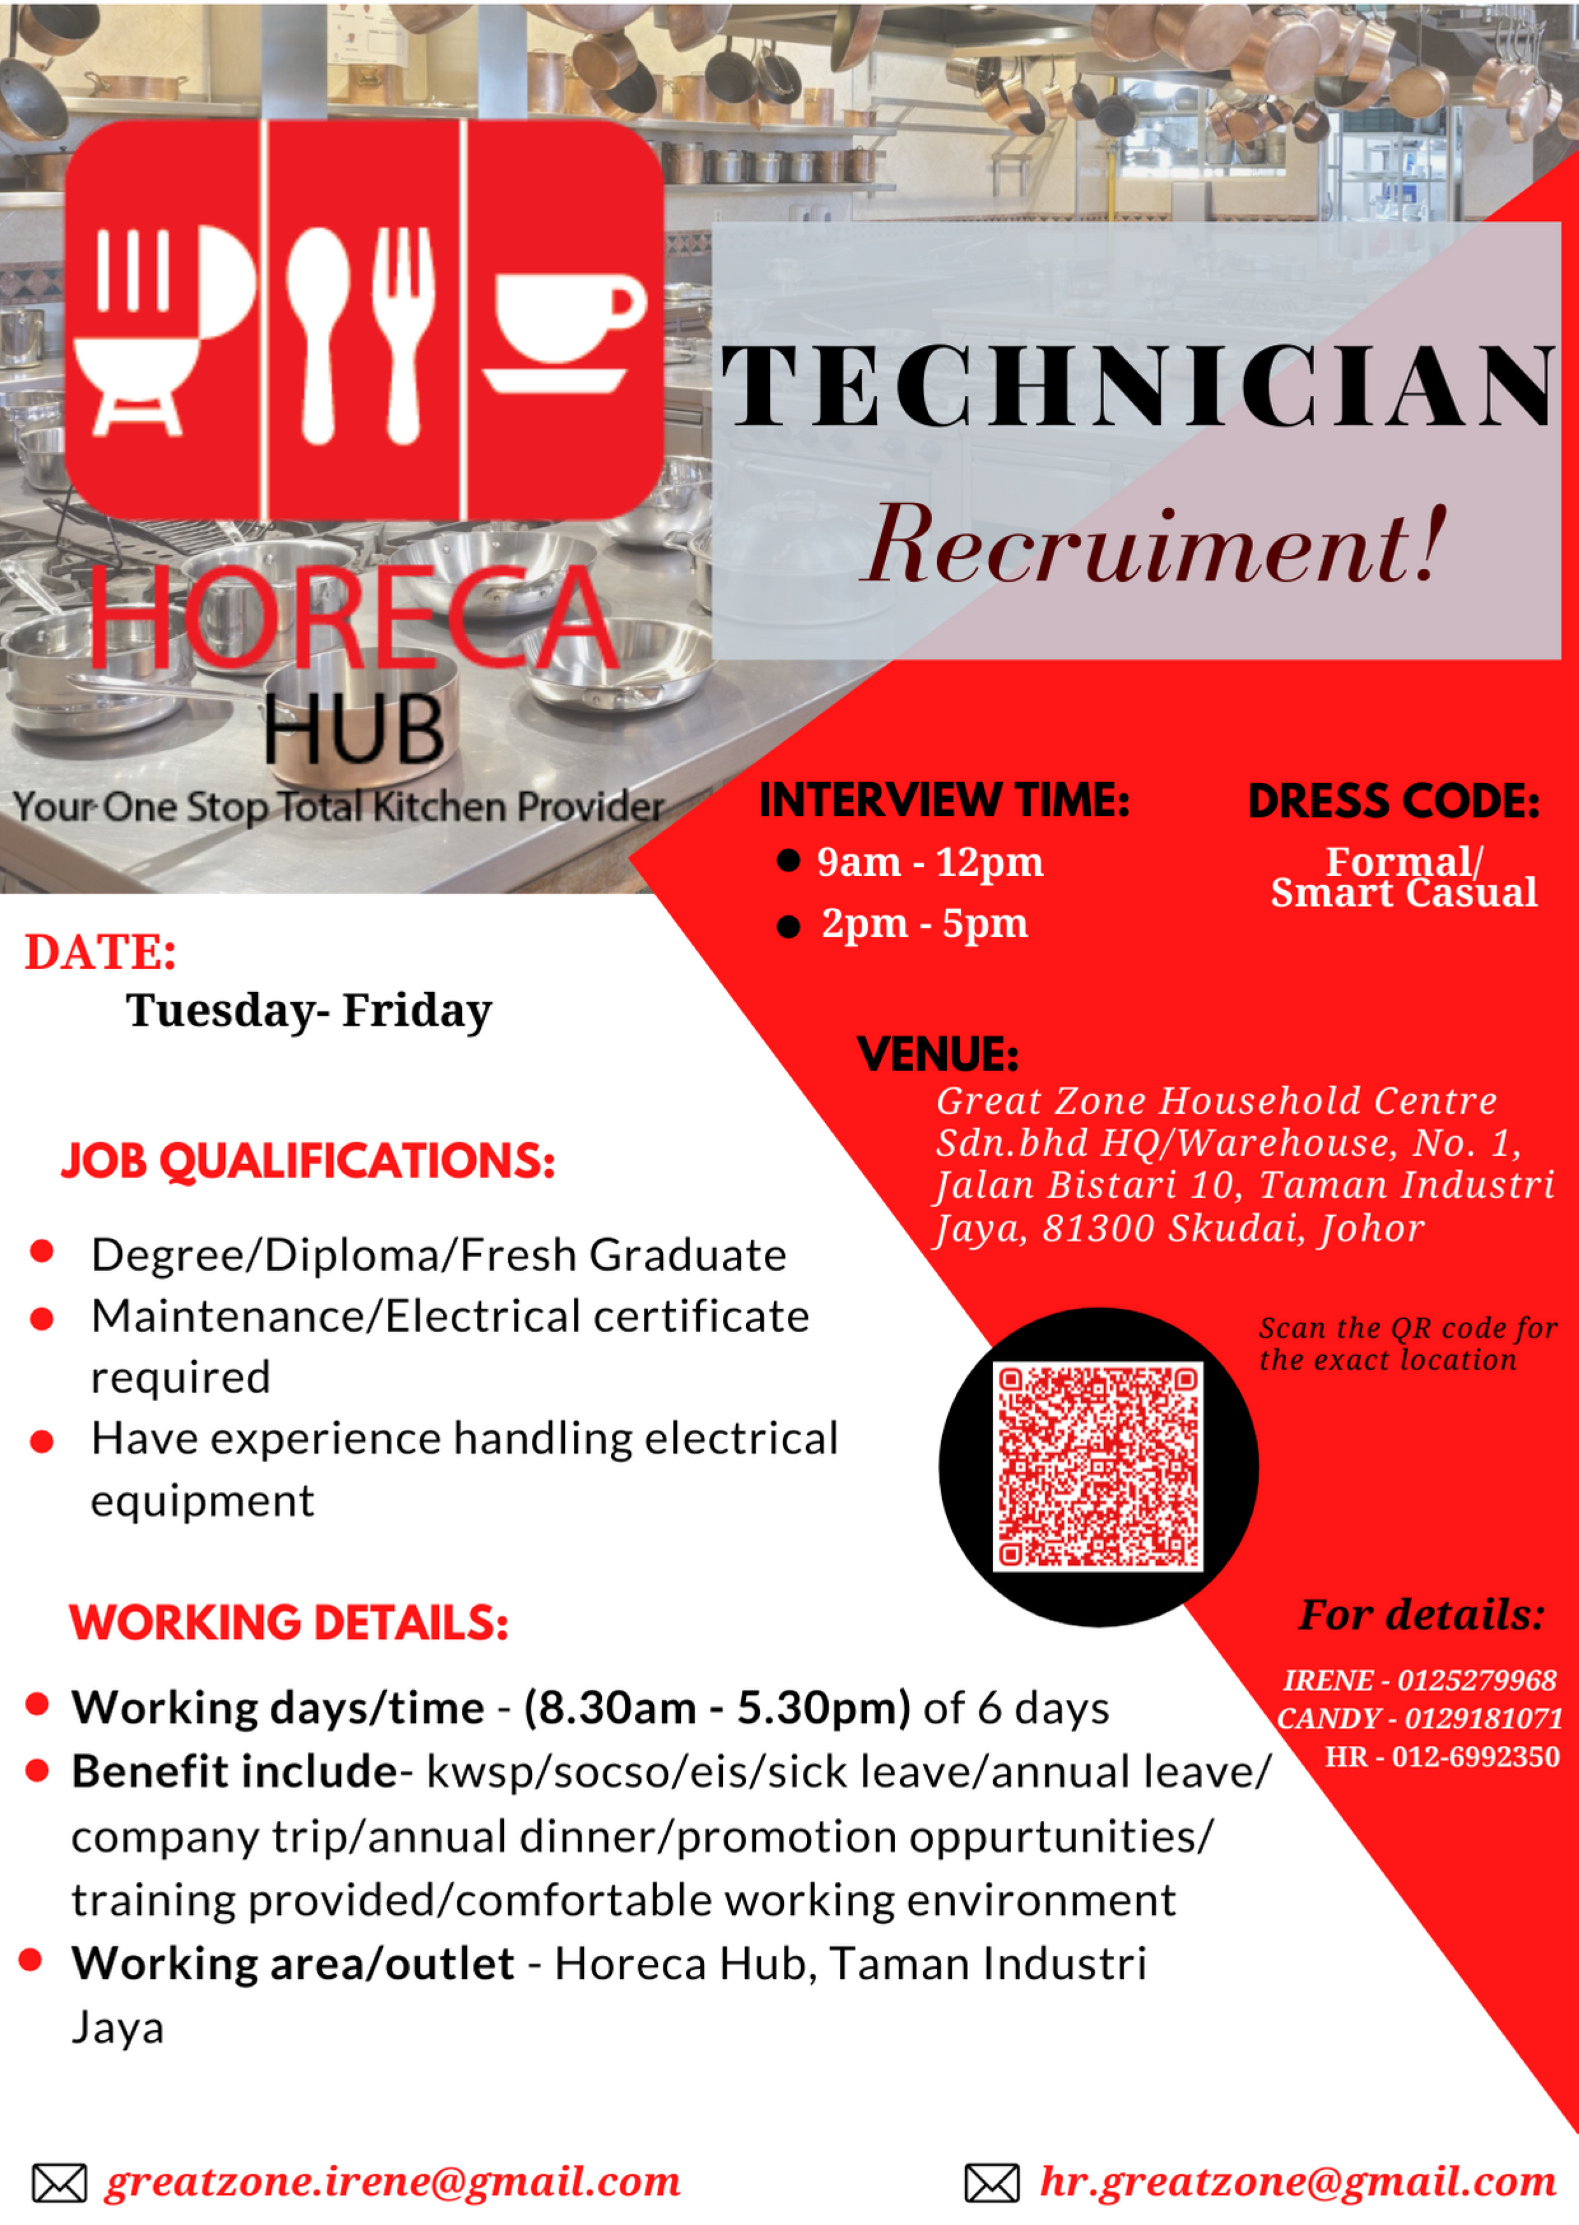 HORECA
HUB
Your One Stop Total Kitchen Provider
TECHNICIAN
Recruiment!
INTERVIEW TIME:
9am - 12pm
2pm - 5pm
DRESS CODE:
Formal/
Smart Casual
DATE:
Tuesday- Friday
VENUE:
Great Zone Household Centre
Sdn.bhd HQ/Warehouse, No. 1,
Jalan Bistari 10, Taman Industri
Jaya, 81300 Skudai, Johor
Scan the QR code for
the exact location
JOB QUALIFICATIONS:
Degree/Diploma/Fresh Graduate
Maintenance/Electrical certificate
required
Have experience handling electrical
equipment
For details:
IRENE - 0125279968
CANDY - 0129181071
HR - 012-6992350
WORKING DETAILS:
Working days/time - (8.30am - 5.30pm) of 6 days
Benefit include- kwsp/socso/eis/sick leave/annual leave/
company trip/annual dinner/promotion oppurtunities/
training provided/comfortable working environment
Working area/outlet - Horeca Hub, Taman Industri
Jaya
greatzone.irene@gmail.com
hr.greatzone@gmail.com